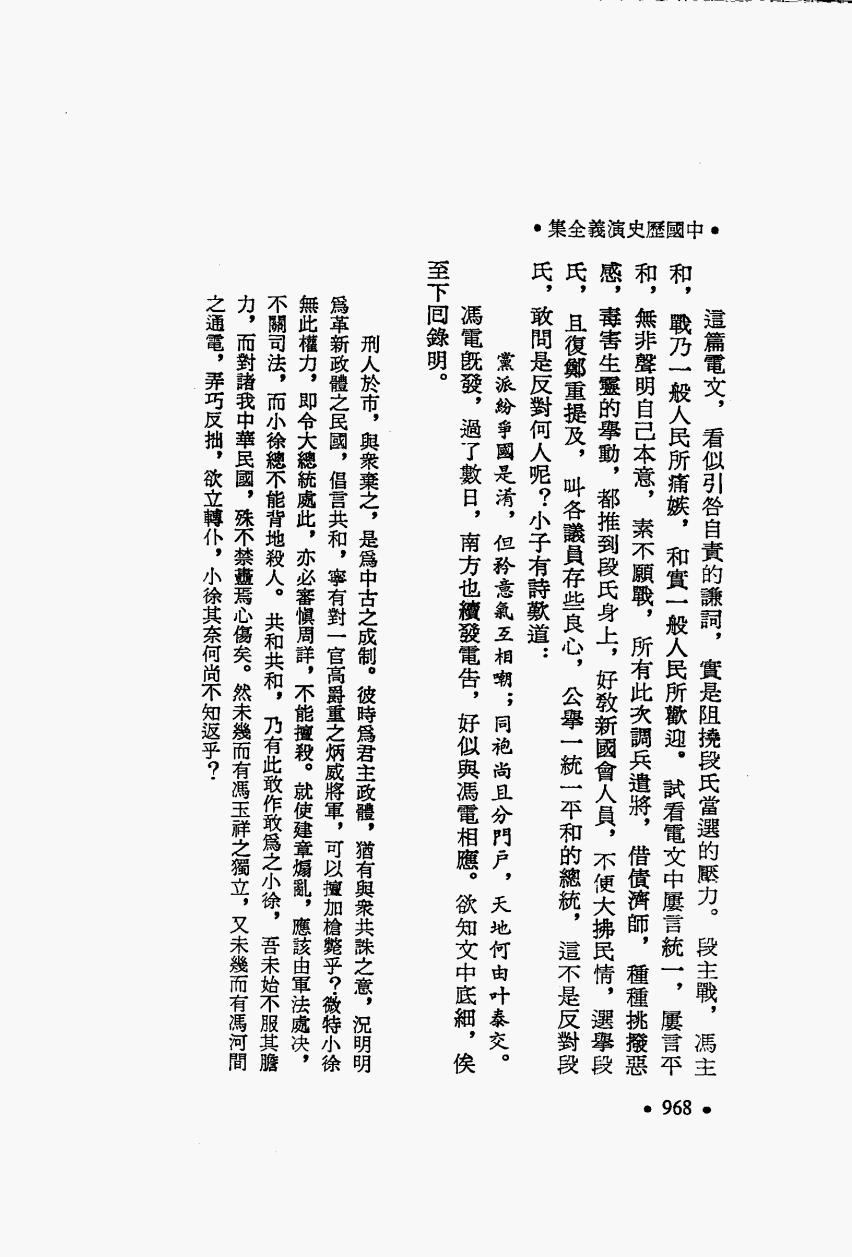 •中國歷史演義全集•
這篇電文，看似引咎自責的謙詞，實是阻撓段氏當選的壓力。段主戰，馮主
和，戰乃一般人民所痛嫉，和實一般人民所歡迎。試看電文中屢言統一，屢言平
和，無非聲明自己本意，素不願戰，所有此次調兵遣將，借債濟師，種種挑撥惡
感，毒害生靈的舉動，都推到段氏身上，好教新國會人員，不便大拂民情，選舉段
氏，且復鄭重提及，叫各議員存些良心，公舉一統一平和的總統，這不是反對段
氏，敢問是反對何人呢？小子有詩歎道：
黨派紛爭國是淆，但矜意氣互相嘲；同袍尚且分門戶，天地何由叶泰交。
馮電既發，過了數日，南方也續發電告，好似與馮電相應。欲知文中底細，俟
至下回錄明。
刑人於市，與衆棄之，是爲中古之成制。彼時爲君主政體，猶有與衆共誅之意，況明明
爲革新政體之民國，倡言共和，寧有對一官高爵重之炳威將軍，可以擅加槍斃乎？微特小徐
無此權力，即令大總統處此，亦必審愼周詳，不能擅殺。就使建章煽亂，應該由軍法處決，
不關司法，而小徐總不能背地殺人。共和共和，乃有此敢作敢爲之小徐，吾未始不服其膽
力，而對諸我中華民國，殊不禁衋焉心傷矣。然未幾而有馮玉祥之獨立，又未幾而有馮河間
之通電，弄巧反拙，欲立轉仆，小徐其奈何尚不知返乎？
•968•